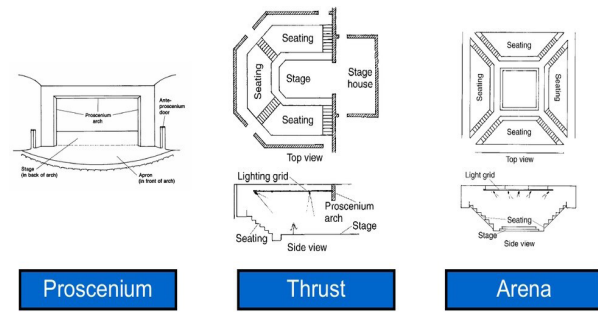 Proscenium
arch
Ante-
proscenium
door
Stage
(in back of arch)
Apron
(in front of arch)
Seating
Seating
Stage
Seating
Stage
house
Top view
Lighting grid
Proscenium
arch
Stage
Seating
Side view
Seating
Seating
Seating
Seating
Top view
Light grid
Seating
Stage
Side view
Proscenium
Thrust
Arena